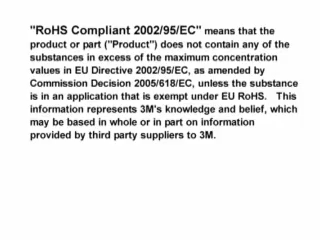 "RoHS Compliant 2002/95/EC" means that the
product or part ("Product") does not contain any of the
substances in excess of the maximum concentration
values in EU Directive 2002/95/EC, as amended by
Commission Decision 2005/618/EC, unless the substance
is in an application that is exempt under EU RoHS.   This
information represents 3M's knowledge and belief, which
may be based in whole or in part on information
provided by third party suppliers to 3M.